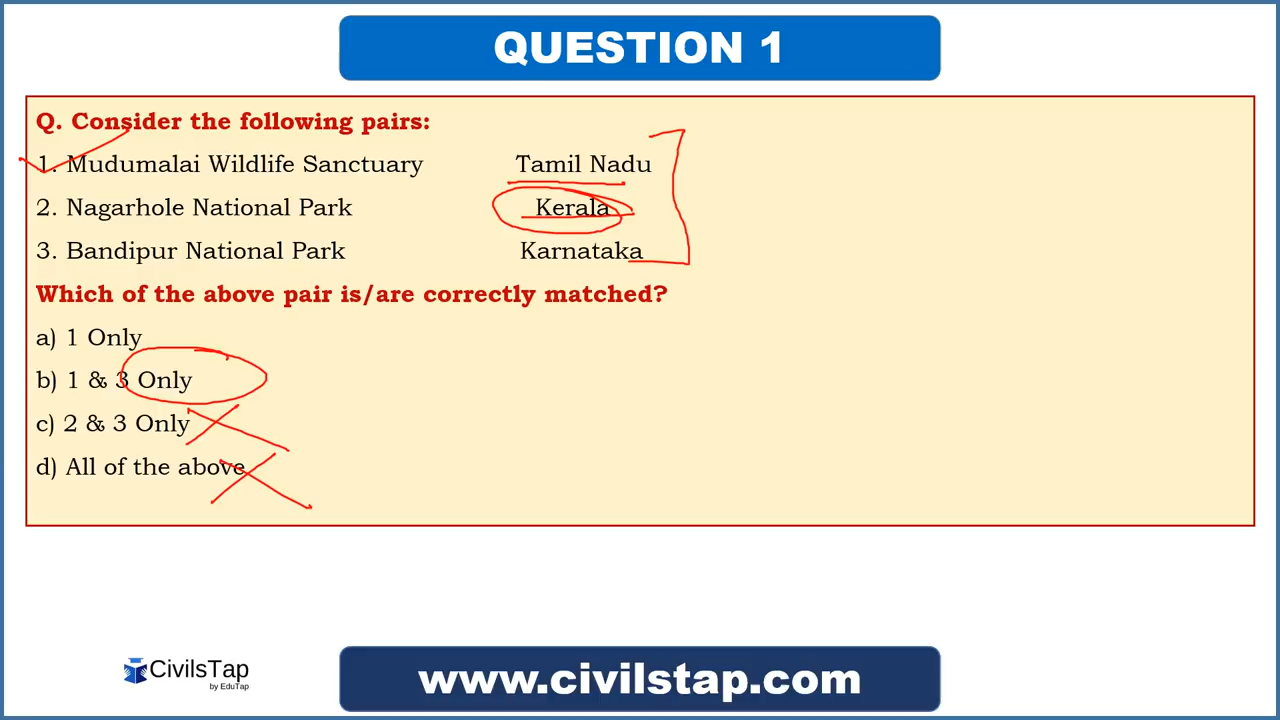 QUESTION 1
Q. Consider the following pairs:
1. Mudumalai Wildlife Sanctuary Tamil Nadu
2. Nagarhole National Park Kerala
3. Bandipur National Park Karnataka
Which of the above pair is/are correctly matched?
a) 1 Only
b) 1 & 3 Only
c) 2 & 3 Only
d) All of the above
CivilsTap
by EduTap
www.civilstap.com